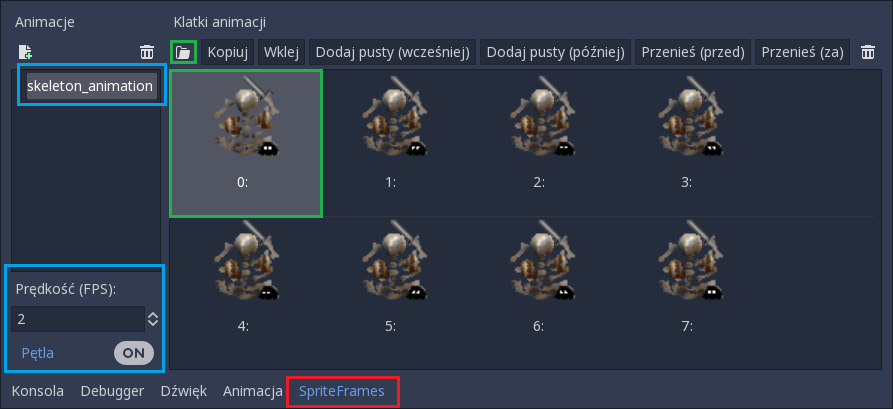 Animacje
Klatki animacji
Kopiuj Wklej Dodaj pusty (wcześniej) Dodaj pusty (później) Przenieś (przed) Przenieś (za)
skeleton_animation
0: 1: 2: 3:
4: 5: 6: 7:
Prędkość (FPS):
2
Pętla ON
Konsola Debugger Dźwięk Animacja SpriteFrames